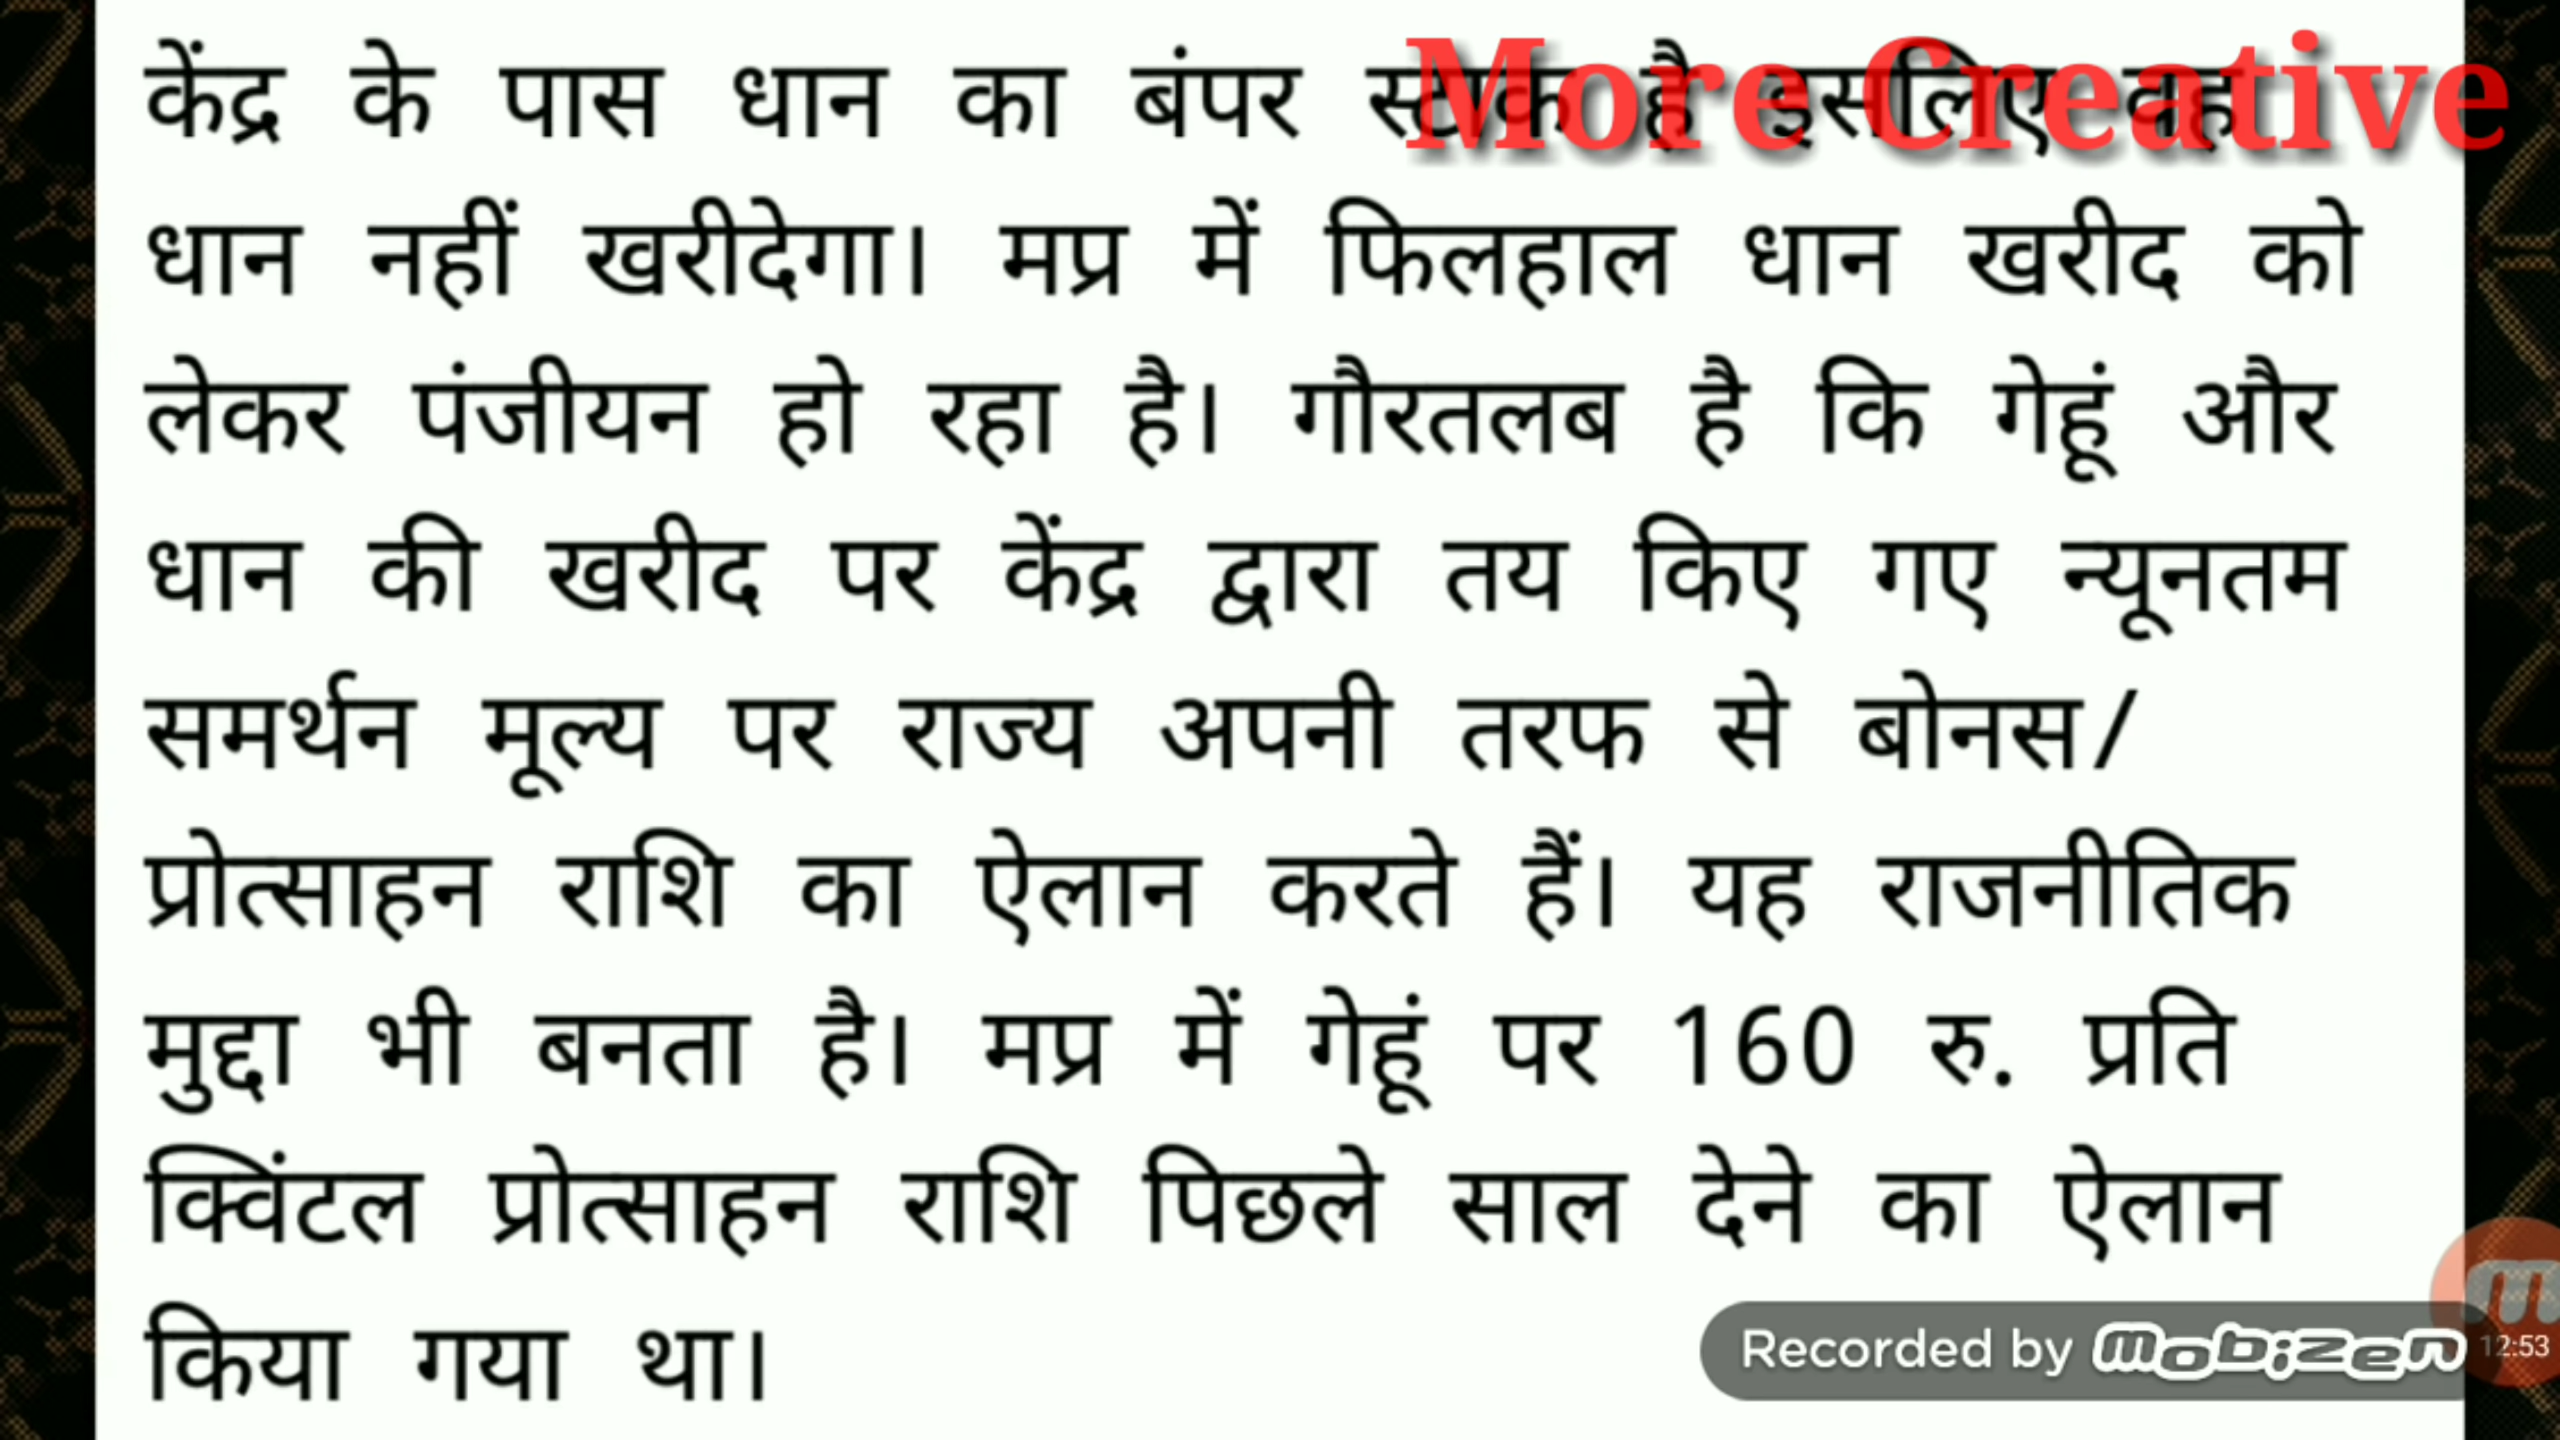 More Creative
केंद्र के पास धान का बंपर स्टाक है इसलिए वह
धान नहीं खरीदेगा। मप्र में फिलहाल धान खरीद को
लेकर पंजीयन हो रहा है। गौरतलब है कि गेहूं और
धान की खरीद पर केंद्र द्वारा तय किए गए न्यूनतम
समर्थन मूल्य पर राज्य अपनी तरफ से बोनस/
प्रोत्साहन राशि का ऐलान करते हैं। यह राजनीतिक
मुद्दा भी बनता है। मप्र में गेहूं पर 160 रु. प्रति
क्विंटल प्रोत्साहन राशि पिछले साल देने का ऐलान
किया गया था।
Recorded by mobizen
12:53